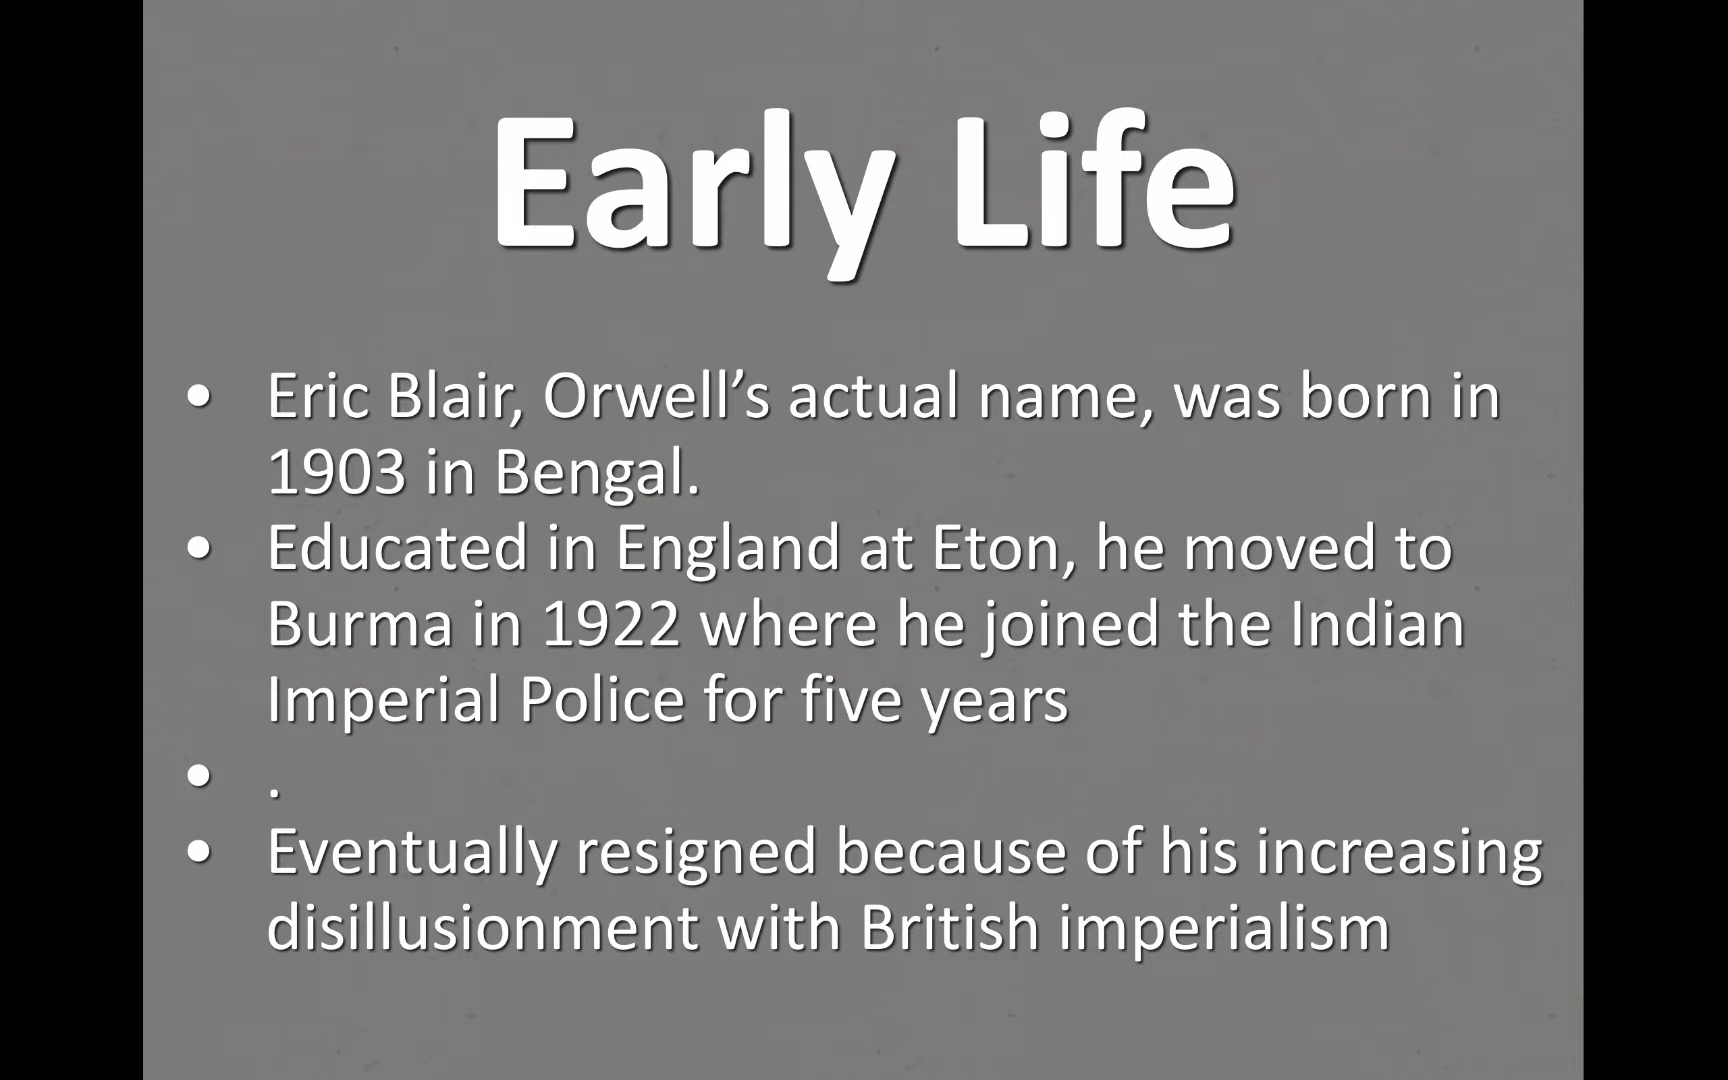 Early Life
• Eric Blair, Orwell’s actual name, was born in
1903 in Bengal.
• Educated in England at Eton, he moved to
Burma in 1922 where he joined the Indian
Imperial Police for five years
• .
• Eventually resigned because of his increasing
disillusionment with British imperialism